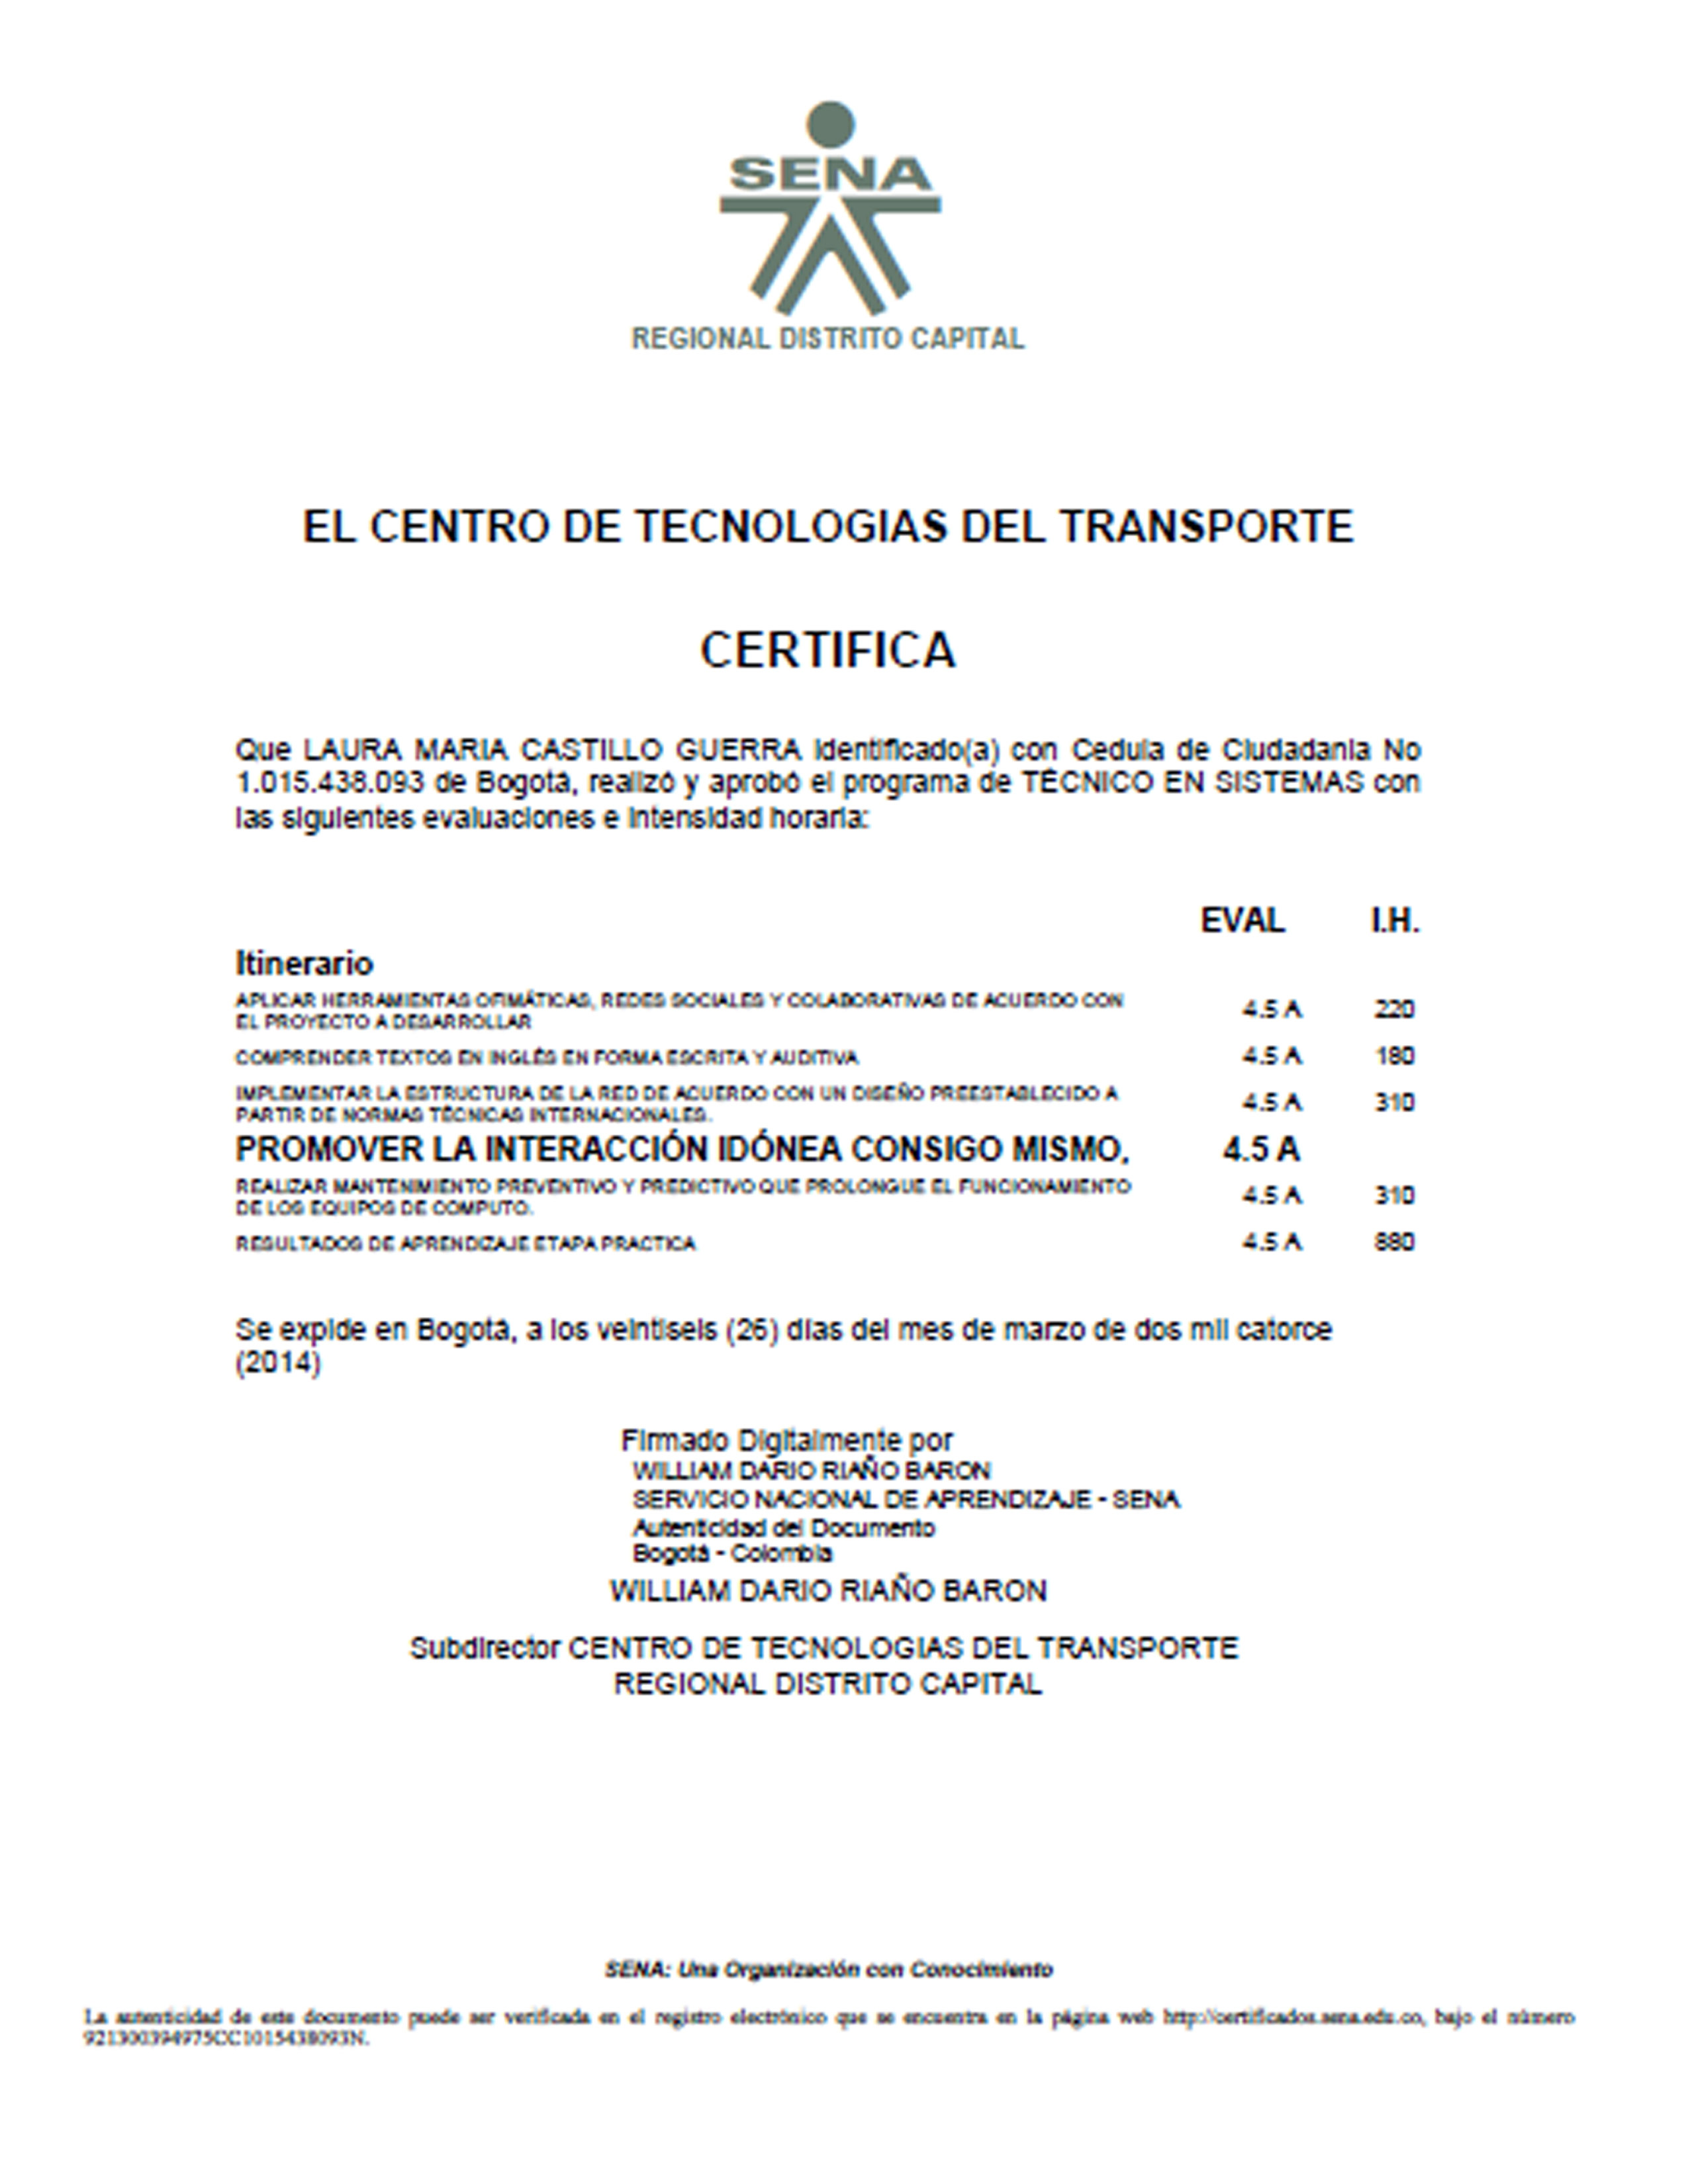 SENA
REGIONAL DISTRITO CAPITAL
EL CENTRO DE TECNOLOGIAS DEL TRANSPORTE
CERTIFICA
Que LAURA MARIA CASTILLO GUERRA identificado(a) con Cedula de Ciudadania No
1.015.438.093 de Bogotá, realizó y aprobó el programa de TÉCNICO EN SISTEMAS con
las siguientes evaluaciones e intensidad horaria:
EVAL I.H.
Itinerario
APLICAR HERRAMIENTAS OFIMÁTICAS, REDES SOCIALES Y COLABORATIVAS DE ACUERDO CON
EL PROYECTO A DESARROLLAR 4.5 A 220
COMPRENDER TEXTOS EN INGLÉS EN FORMA ESCRITA Y AUDITIVA 4.5 A 180
IMPLEMENTAR LA ESTRUCTURA DE LA RED DE ACUERDO CON UN DISEÑO PREESTABLECIDO A
PARTIR DE NORMAS TÉCNICAS INTERNACIONALES. 4.5 A 310
PROMOVER LA INTERACCIÓN IDÓNEA CONSIGO MISMO, 4.5 A
REALIZAR MANTENIMIENTO PREVENTIVO Y PREDICTIVO QUE PROLONGUE EL FUNCIONAMIENTO
DE LOS EQUIPOS DE COMPUTO. 4.5 A 310
RESULTADOS DE APRENDIZAJE ETAPA PRACTICA 4.5 A 880
Se expide en Bogotá, a los veintiseis (26) días del mes de marzo de dos mil catorce
(2014)
Firmado Digitalmente por
WILLIAM DARIO RIAÑO BARON
SERVICIO NACIONAL DE APRENDIZAJE - SENA
Autenticidad del Documento
Bogotá - Colombia
WILLIAM DARIO RIAÑO BARON
Subdirector CENTRO DE TECNOLOGIAS DEL TRANSPORTE
REGIONAL DISTRITO CAPITAL
SENA: Una Organización con Conocimiento
La autenticidad de este documento puede ser verificada en el registro electrónico que se encuentra en la página web http://certificados.sena.edu.co, bajo el número
921300394975CC1015438093N.